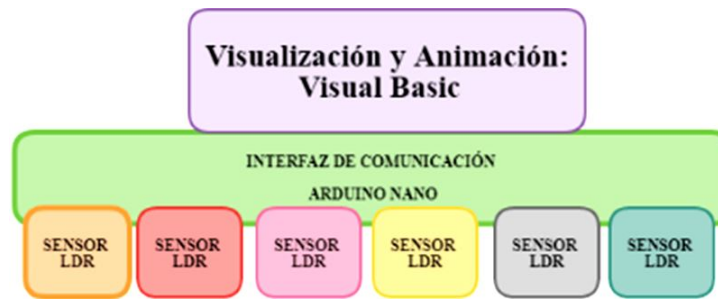 Visualización y Animación:
Visual Basic
INTERFAZ DE COMUNICACIÓN
ARDUINO NANO
SENSOR
LDR
SENSOR
LDR
SENSOR
LDR
SENSOR
LDR
SENSOR
LDR
SENSOR
LDR